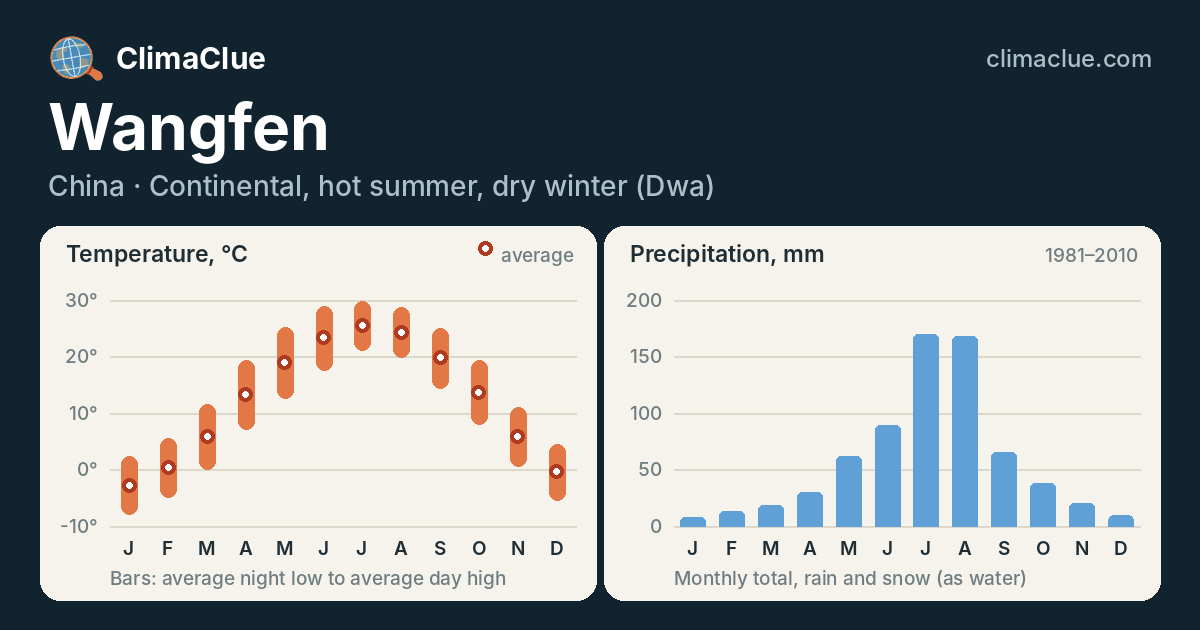 ClimaClue
climaclue.com
Wangfen
China · Continental, hot summer, dry winter (Dwa)
Temperature, °C
average
30°
20°
10°
0°
-10°
J F M A M J J A S O N D
Bars: average night low to average day high
Precipitation, mm
1981–2010
200
150
100
50
0
J F M A M J J A S O N D
Monthly total, rain and snow (as water)